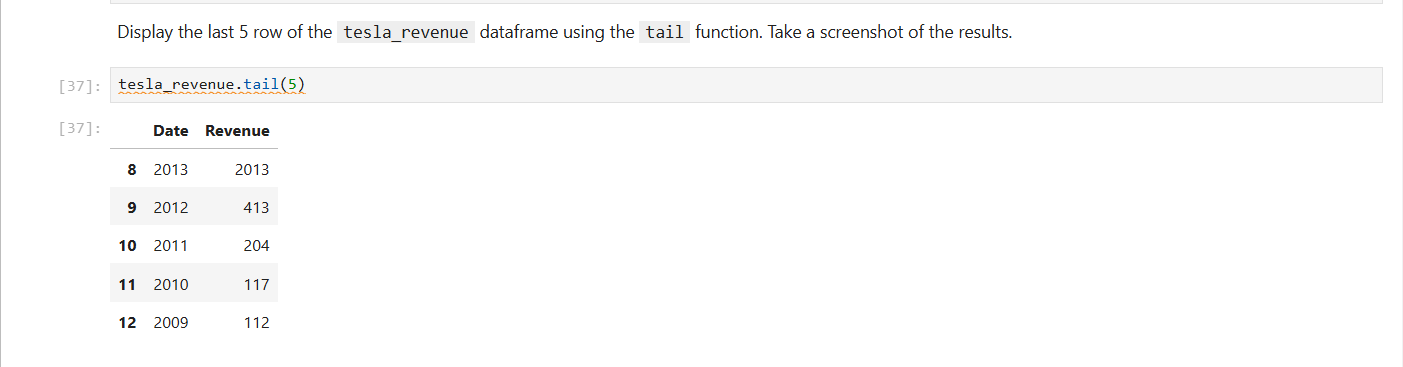 Display the last 5 row of the tesla_revenue dataframe using the tail function. Take a screenshot of the results.
[37]: tesla_revenue.tail(5)
[37]:
Date Revenue
8 2013 2013
9 2012 413
10 2011 204
11 2010 117
12 2009 112